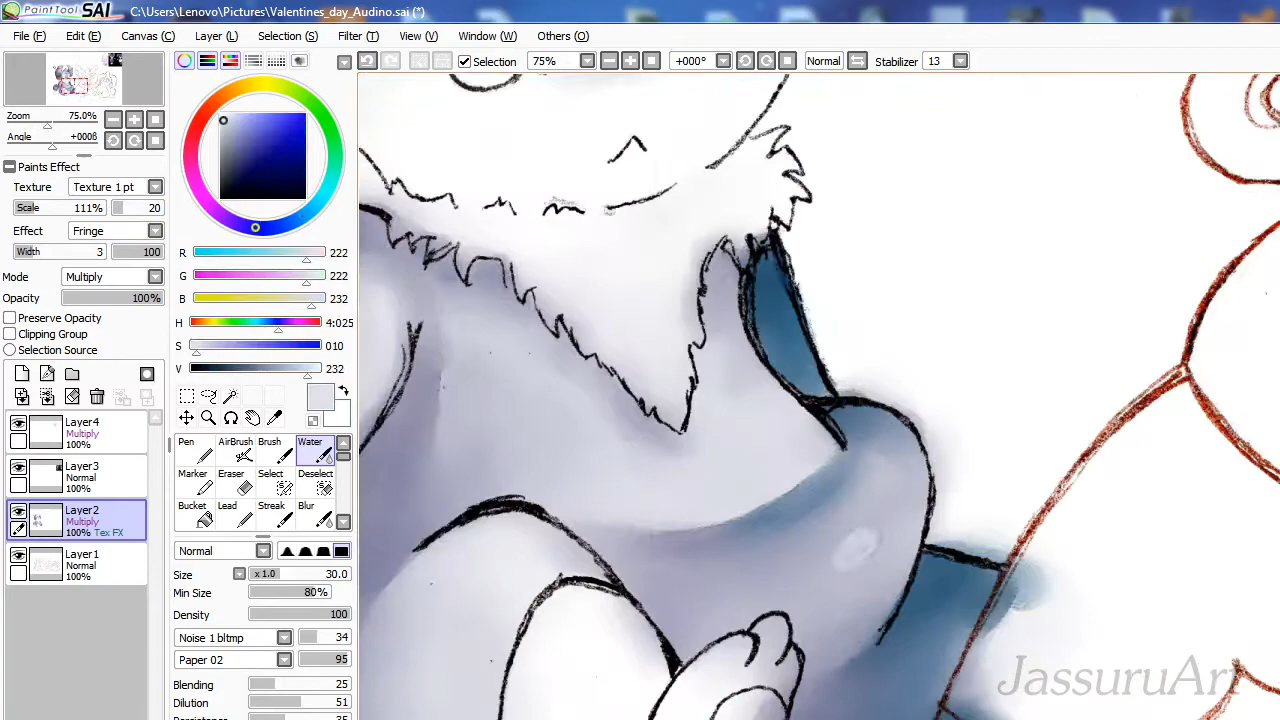 PaintTool SAI C:\Users\Lenovo\Pictures\Valentines_day_Audino.sai (*)
File (F) Edit (E) Canvas (C) Layer (L) Selection (S) Filter (T) View (V) Window (W) Others (O)
Selection 75% +000° Normal Stabilizer 13
Zoom 75.0%
Angle +000ß
Paints Effect
Texture Texture 1 pt
Scale 111% 20
Effect Fringe
Width 3 100
Mode Multiply
Opacity 100%
Preserve Opacity
Clipping Group
Selection Source
Layer4
Multiply
100%
Layer3
Normal
100%
Layer2
Multiply
100% Tex FX
Layer1
Normal
100%
R 222
G 222
B 232
H 4:025
S 010
V 232
Pen AirBrush Brush Water
Marker Eraser Select Deselect
Bucket Lead Streak Blur
Normal
Size x 1.0 30.0
Min Size 80%
Density 100
Noise 1 bltmp 34
Paper 02 95
Blending 25
Dilution 51
JassuruArt